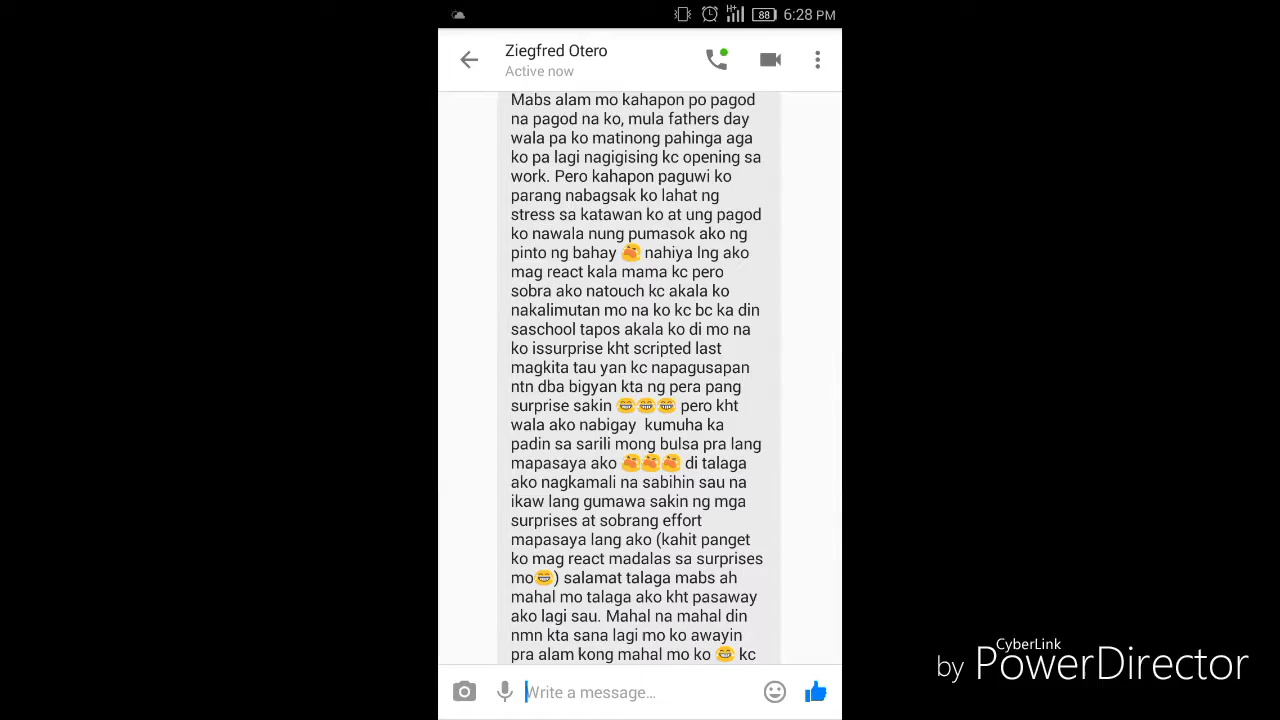 88 6:28 PM
Ziegfred Otero
Active now
Mabs alam mo kahapon po pagod
na pagod na ko, mula fathers day
wala pa ko matinong pahinga aga
ko pa lagi nagigising kc opening sa
work. Pero kahapon paguwi ko
parang nabagsak ko lahat ng
stress sa katawan ko at ung pagod
ko nawala nung pumasok ako ng
pinto ng bahay 😭 nahiya lng ako
mag react kala mama kc pero
sobra ako natouch kc akala ko
nakalimutan mo na ko kc bc ka din
saschool tapos akala ko di mo na
ko issurprise kht scripted last
magkita tau yan kc napagusapan
ntn dba bigyan kta ng pera pang
surprise sakin 😂😂😂 pero kht
wala ako nabigay  kumuha ka
padin sa sarili mong bulsa pra lang
mapasaya ako 😭😭😭 di talaga
ako nagkamali na sabihin sau na
ikaw lang gumawa sakin ng mga
surprises at sobrang effort
mapasaya lang ako (kahit panget
ko mag react madalas sa surprises
mo😂) salamat talaga mabs ah
mahal mo talaga ako kht pasaway
ako lagi sau. Mahal na mahal din
nmn kta sana lagi mo ko awayin
pra alam kong mahal mo ko 😂 kc
Write a message...
by CyberLink PowerDirector